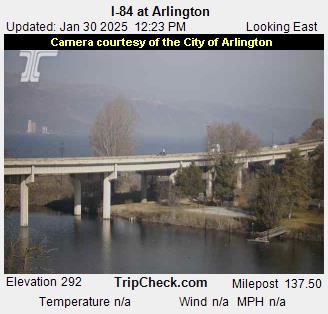 I-84 at Arlington
Updated: Jan 30 2025 12:23 PM Looking East
Camera courtesy of the City of Arlington
Elevation 292 TripCheck.com Milepost 137.50
Temperature n/a Wind n/a MPH n/a